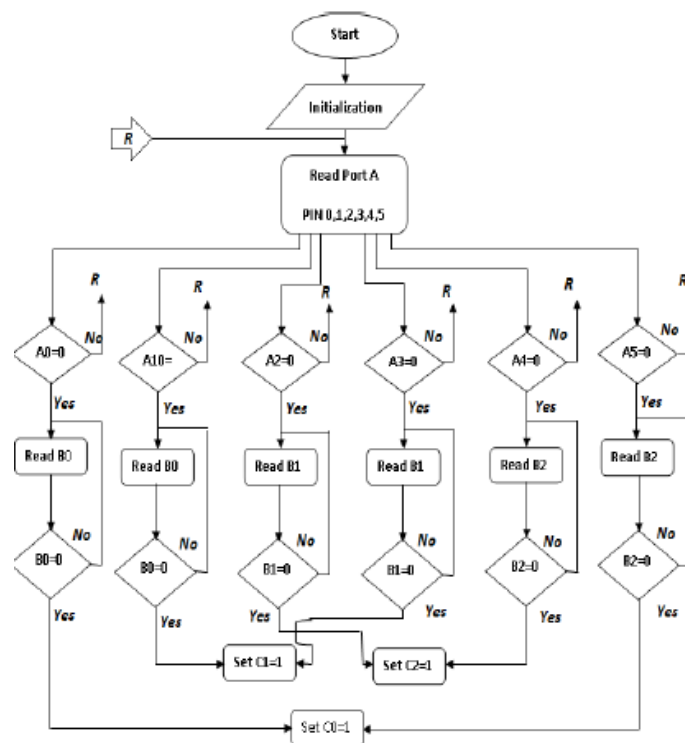 Start
Initialization
R
Read Port A
PIN 0,1,2,3,4,5
R
R
R
R
R
R
No
No
No
No
No
No
A0=0
A10=
A2=0
A3=0
A4=0
A5=0
Yes
Yes
Yes
Yes
Yes
Yes
Read B0
Read B0
Read B1
Read B1
Read B2
Read B2
No
No
No
No
No
No
B0=0
B0=0
B1=0
B1=0
B2=0
B2=0
Yes
Yes
Yes
Yes
Yes
Yes
Set C1=1
Set C2=1
Set C0=1